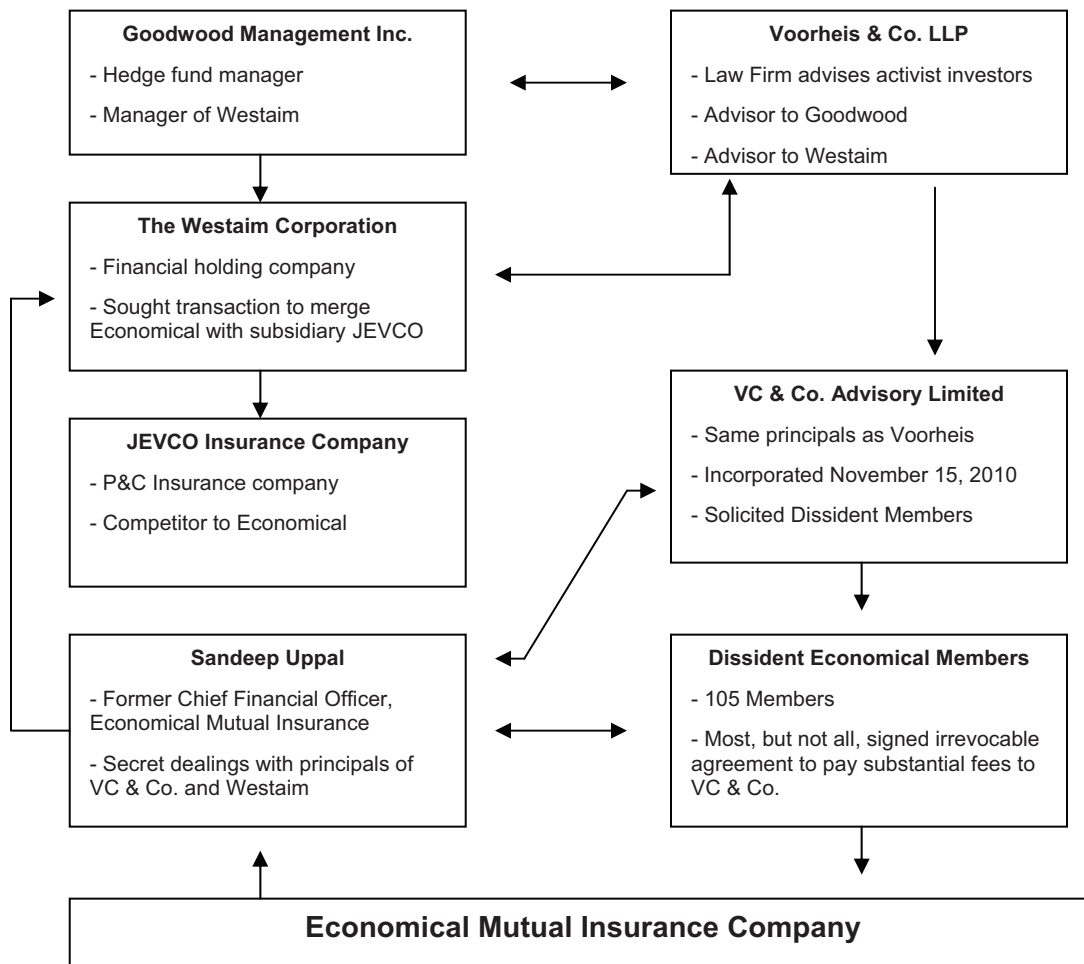 Goodwood Management Inc.
- Hedge fund manager
- Manager of Westaim
Voorheis & Co. LLP
- Law Firm advises activist investors
- Advisor to Goodwood
- Advisor to Westaim
The Westaim Corporation
- Financial holding company
- Sought transaction to merge
Economical with subsidiary JEVCO
JEVCO Insurance Company
- P&C Insurance company
- Competitor to Economical
VC & Co. Advisory Limited
- Same principals as Voorheis
- Incorporated November 15, 2010
- Solicited Dissident Members
Sandeep Uppal
- Former Chief Financial Officer,
Economical Mutual Insurance
- Secret dealings with principals of
VC & Co. and Westaim
Dissident Economical Members
- 105 Members
- Most, but not all, signed irrevocable
agreement to pay substantial fees to
VC & Co.
Economical Mutual Insurance Company